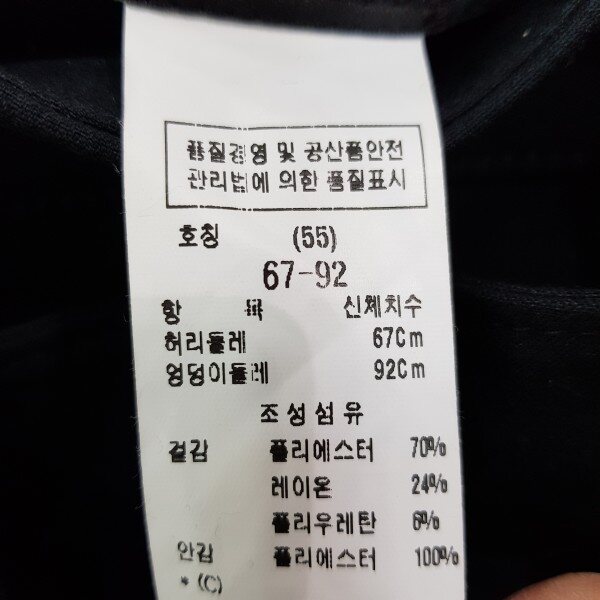 품질경영 및 공산품안전
관리법에 의한 품질표시
호칭 (55)
67-92
항 목 신체치수
허리둘레 67Cm
엉덩이둘레 92Cm
조성섬유
겉감 폴리에스터 70%
레이온 24%
폴리우레탄 6%
안감 폴리에스터 100%
* (C)